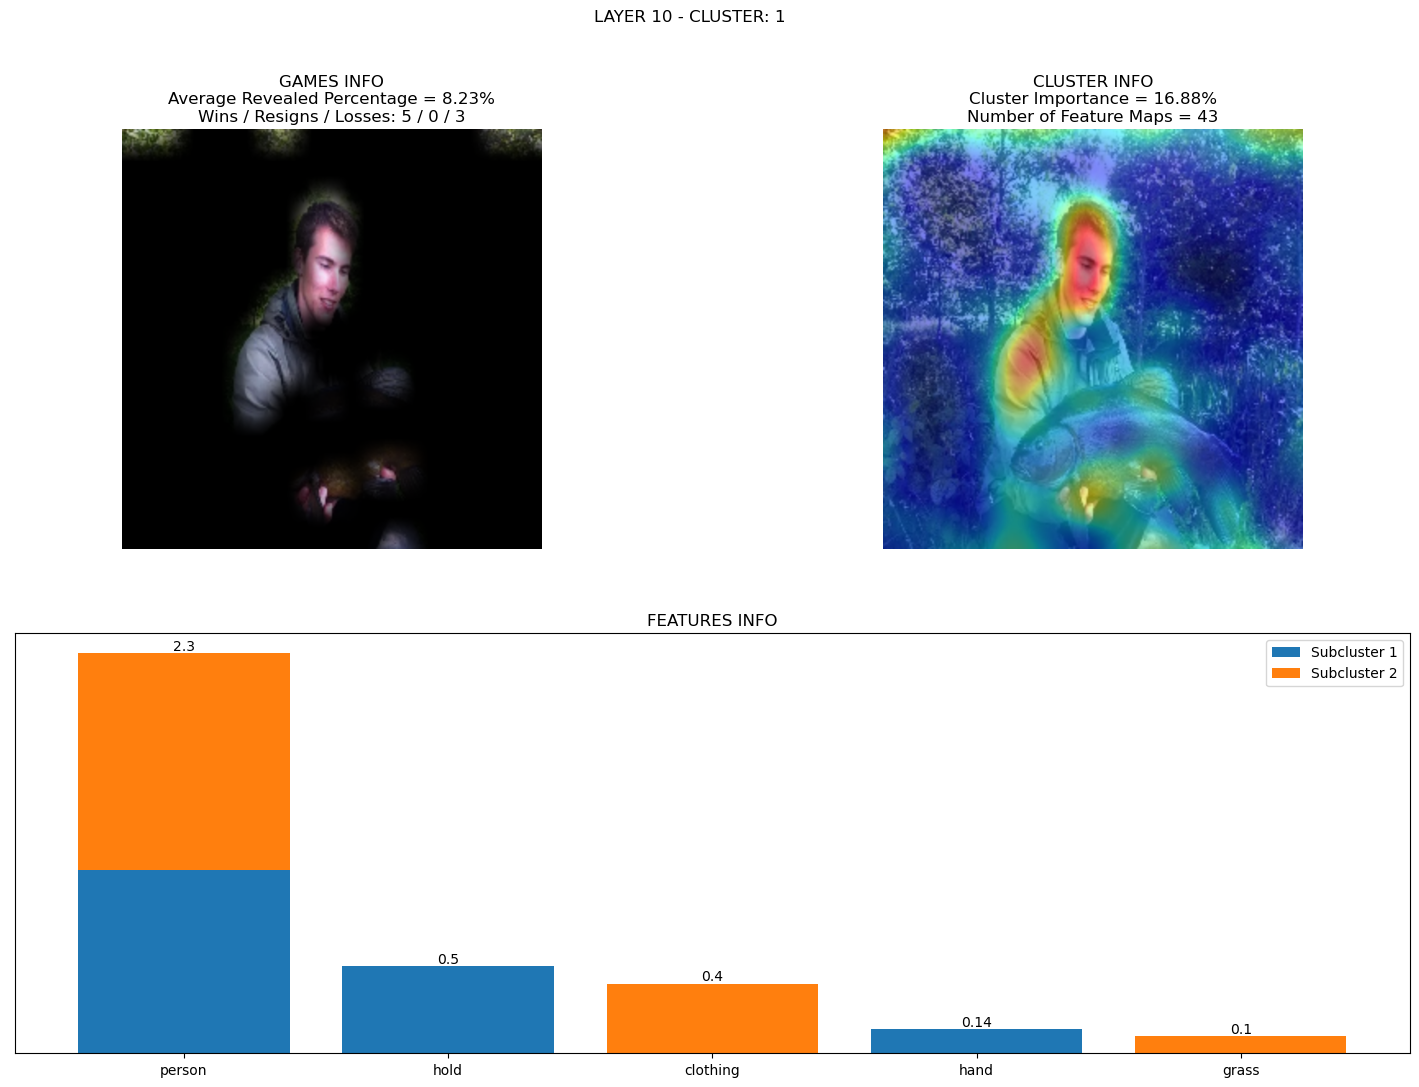 LAYER 10 - CLUSTER: 1
GAMES INFO
Average Revealed Percentage = 8.23%
Wins / Resigns / Losses: 5 / 0 / 3
CLUSTER INFO
Cluster Importance = 16.88%
Number of Feature Maps = 43
FEATURES INFO
Subcluster 1
Subcluster 2
2.3
0.5
0.4
0.14
0.1
person
hold
clothing
hand
grass